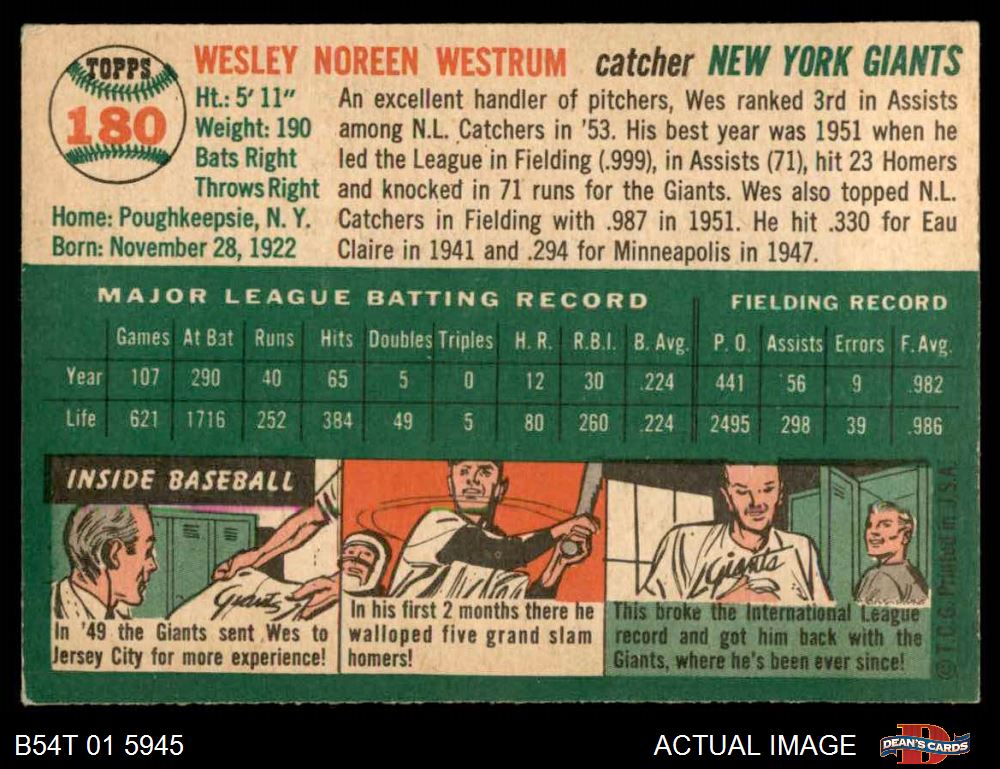 TOPPS
180
WESLEY NOREEN WESTRUM catcher NEW YORK GIANTS
Ht.: 5' 11"
Weight: 190
Bats Right
Throws Right
Home: Poughkeepsie, N. Y.
Born: November 28, 1922
An excellent handler of pitchers, Wes ranked 3rd in Assists
among N.L. Catchers in '53. His best year was 1951 when he
led the League in Fielding (.999), in Assists (71), hit 23 Homers
and knocked in 71 runs for the Giants. Wes also topped N.L.
Catchers in Fielding with .987 in 1951. He hit .330 for Eau
Claire in 1941 and .294 for Minneapolis in 1947.
MAJOR LEAGUE BATTING RECORD FIELDING RECORD
Games At Bat Runs Hits Doubles Triples H. R. R.B.I. B. Avg. P. O. Assists Errors F. Avg.
Year 107 290 40 65 5 0 12 30 .224 441 56 9 .982
Life 621 1716 252 384 49 5 80 260 .224 2495 298 39 .986
INSIDE BASEBALL
Giants
In '49 the Giants sent Wes to
Jersey City for more experience!
In his first 2 months there he
walloped five grand slam
homers!
Giants
This broke the International League
record and got him back with the
Giants, where he's been ever since!
© T.C.G. Printed in U.S.A.
B54T 01 5945
ACTUAL IMAGE
DEAN'S CARDS